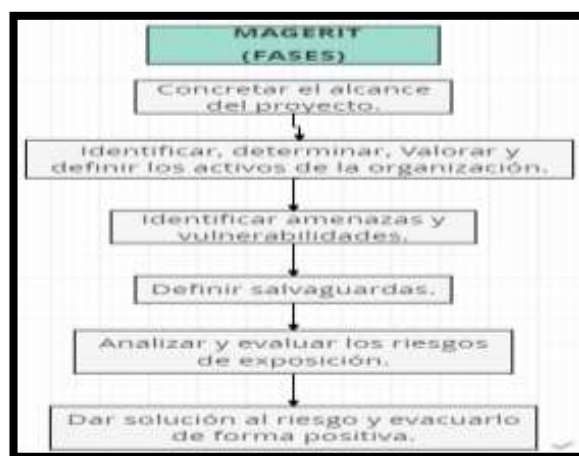 MAGERIT
(FASES)
Concretar el alcance
del proyecto.
Identificar, determinar, Valorar y
definir los activos de la organización.
Identificar amenazas y
vulnerabilidades.
Definir salvaguardas.
Analizar y evaluar los riesgos
de exposición.
Dar solución al riesgo y evacuarlo
de forma positiva.